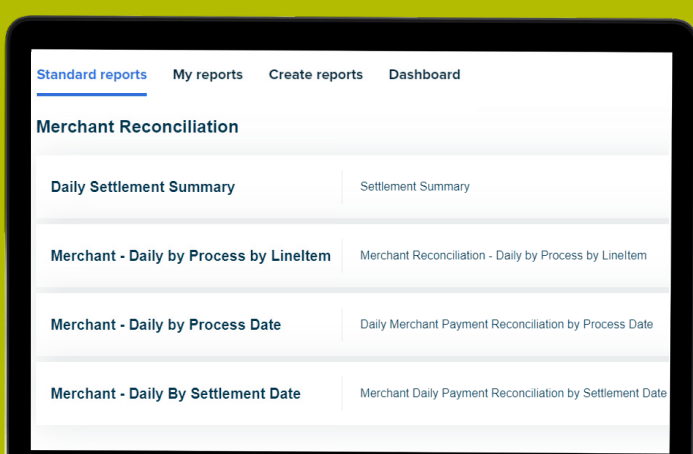 Standard reports My reports Create reports Dashboard
Merchant Reconciliation
Daily Settlement Summary Settlement Summary
Merchant - Daily by Process by LineItem Merchant Reconciliation - Daily by Process by LineItem
Merchant - Daily by Process Date Daily Merchant Payment Reconciliation by Process Date
Merchant - Daily By Settlement Date Merchant Daily Payment Reconciliation by Settlement Date